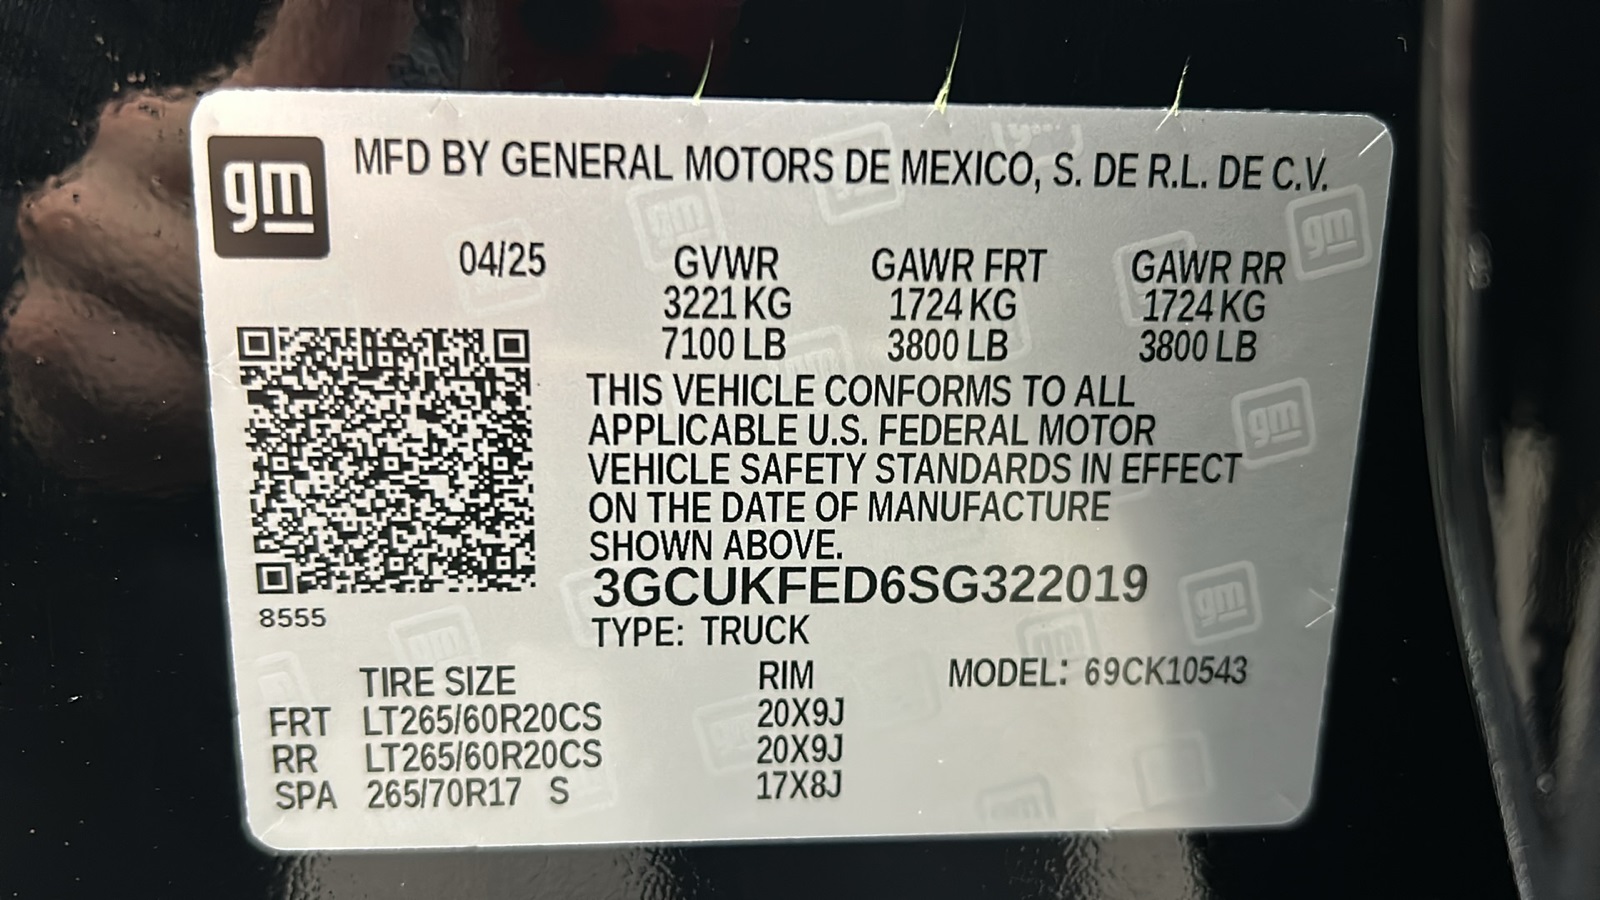 gm MFD BY GENERAL MOTORS DE MEXICO, S. DE R.L. DE C.V.
04/25 GVWR GAWR FRT GAWR RR
3221 KG 1724 KG 1724 KG
7100 LB 3800 LB 3800 LB
THIS VEHICLE CONFORMS TO ALL
APPLICABLE U.S. FEDERAL MOTOR
VEHICLE SAFETY STANDARDS IN EFFECT
ON THE DATE OF MANUFACTURE
SHOWN ABOVE.
3GCUKFED6SG322019
8555
TYPE: TRUCK
TIRE SIZE RIM MODEL: 69CK10543
FRT LT265/60R20CS 20X9J
RR LT265/60R20CS 20X9J
SPA 265/70R17 S 17X8J